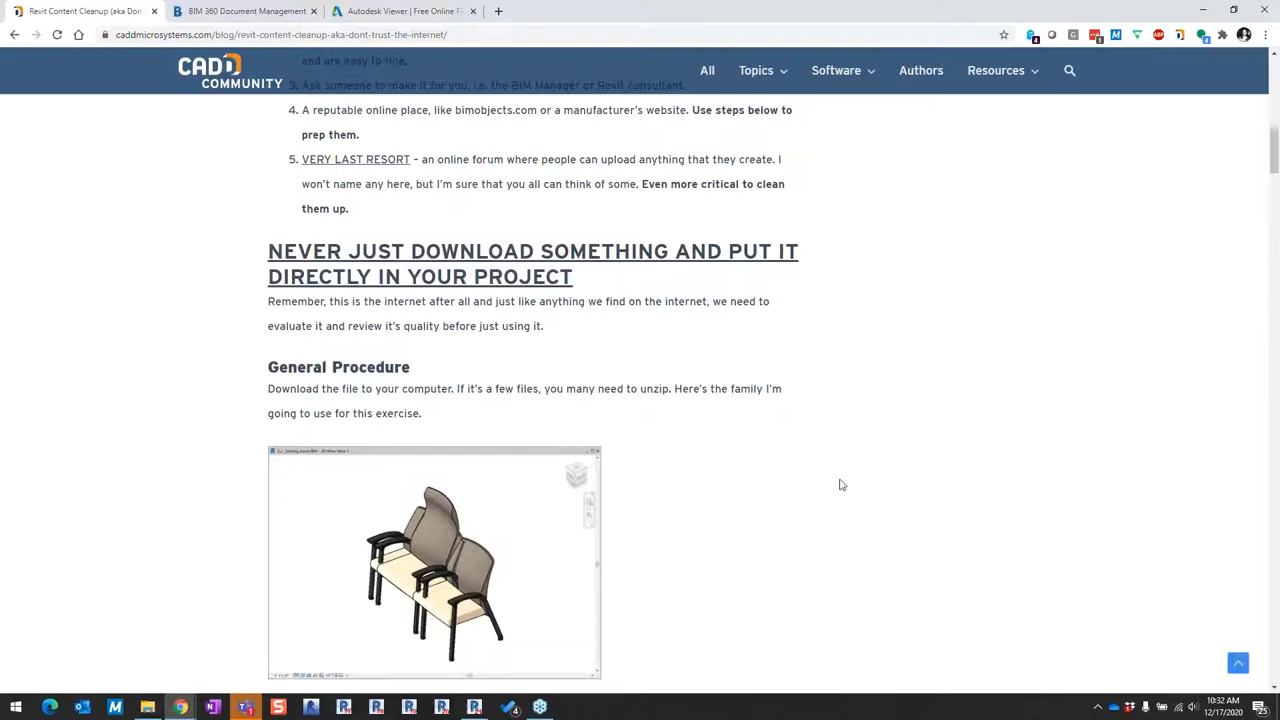 Revit Content Cleanup (aka Don
BIM 360 Document Management
Autodesk Viewer | Free Online Fi
caddmicrosystems.com/blog/revit-content-cleanup-aka-dont-trust-the-internet/
CADD
COMMUNITY
All
Topics
Software
Authors
Resources
and are easy to fine.
3. Ask someone to make it for you, i.e. the BIM Manager or Revit consultant
4. A reputable online place, like bimobjects.com or a manufacturer's website. Use steps below to
prep them.
5. VERY LAST RESORT – an online forum where people can upload anything that they create. I
won't name any here, but I'm sure that you all can think of some. Even more critical to clean
them up.
NEVER JUST DOWNLOAD SOMETHING AND PUT IT
DIRECTLY IN YOUR PROJECT
Remember, this is the internet after all and just like anything we find on the internet, we need to
evaluate it and review it's quality before just using it.
General Procedure
Download the file to your computer. If it's a few files, you many need to unzip. Here's the family I'm
going to use for this exercise.
10:32 AM
12/17/2020
25